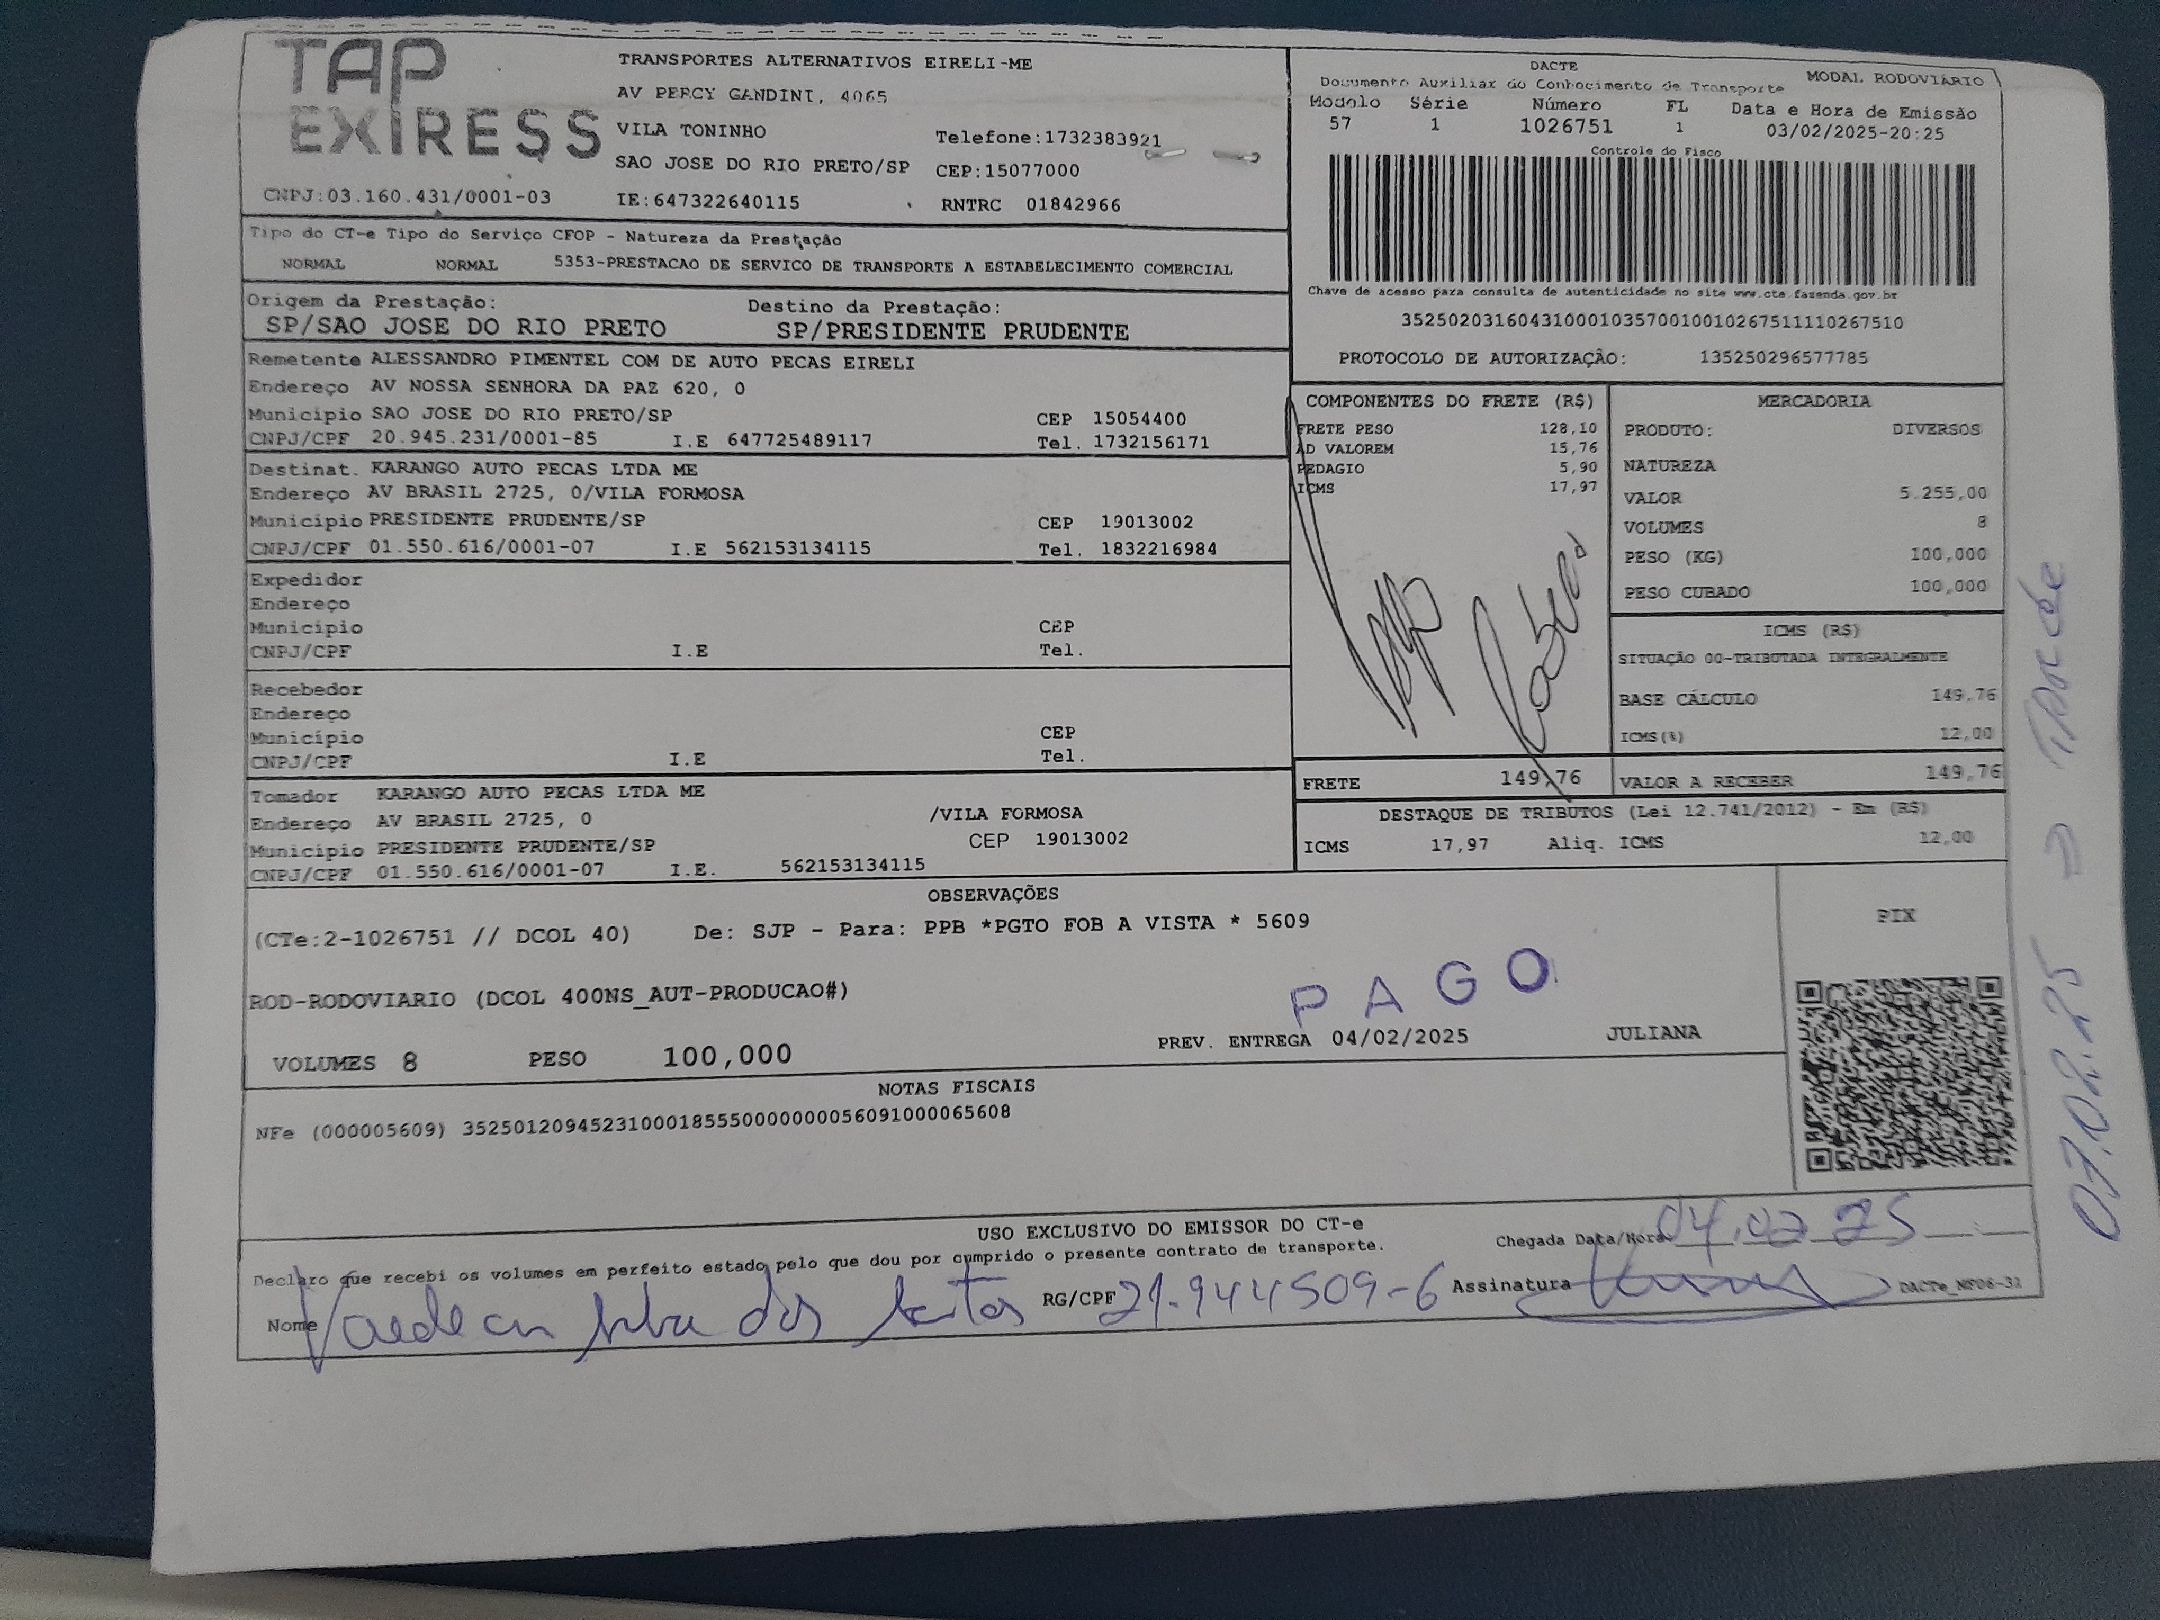 TAP
EXIRESS
CNPJ:03.160.431/0001-03
TRANSPORTES ALTERNATIVOS EIRELI-ME
AV PERCY GANDINI, 4065
VILA TONINHO Telefone:1732383921
SAO JOSE DO RIO PRETO/SP CEP:15077000
IE:647322640115 RNTRC 01842966
DACTE
Documento Auxiliar do Conhecimento de Transporte MODAL RODOVIÁRIO
Modolo Série Número FL Data e Hora de Emissão
57 1 1026751 1 03/02/2025-20:25
Controle do Fisco
Chave de acesso para consulta de autenticidade no site www.cte.fazenda.gov.br
35250203160431000103570010010267511110267510
PROTOCOLO DE AUTORIZAÇÃO: 135250296577785
Tipo do CT-e Tipo do Serviço CFOP - Natureza da Prestação
NORMAL NORMAL 5353-PRESTACAO DE SERVICO DE TRANSPORTE A ESTABELECIMENTO COMERCIAL
Origem da Prestação: Destino da Prestação:
SP/SAO JOSE DO RIO PRETO SP/PRESIDENTE PRUDENTE
Remetente ALESSANDRO PIMENTEL COM DE AUTO PECAS EIRELI
Endereço AV NOSSA SENHORA DA PAZ 620, 0
Município SAO JOSE DO RIO PRETO/SP CEP 15054400
CNPJ/CPF 20.945.231/0001-85 I.E 647725489117 Tel. 1732156171
Destinat. KARANGO AUTO PECAS LTDA ME
Endereço AV BRASIL 2725, 0/VILA FORMOSA
Município PRESIDENTE PRUDENTE/SP CEP 19013002
CNPJ/CPF 01.550.616/0001-07 I.E 562153134115 Tel. 1832216984
Expedidor
Endereço
Município CEP
CNPJ/CPF I.E Tel.
Recebedor
Endereço
Município CEP
CNPJ/CPF I.E Tel.
Tomador KARANGO AUTO PECAS LTDA ME
Endereço AV BRASIL 2725, 0 /VILA FORMOSA
Município PRESIDENTE PRUDENTE/SP CEP 19013002
CNPJ/CPF 01.550.616/0001-07 I.E. 562153134115
COMPONENTES DO FRETE (R$)
FRETE PESO 128,10
AD VALOREM 15,76
PEDAGIO 5,90
ICMS 17,97
MERCADORIA
PRODUTO: DIVERSOS
NATUREZA
VALOR 5.255,00
VOLUMES 8
PESO (KG) 100,000
PESO CUBADO 100,000
ICMS (R$)
SITUAÇÃO 00-TRIBUTADA INTEGRALMENTE
BASE CÁLCULO 149,76
ICMS(%) 12,00
FRETE 149,76 VALOR A RECEBER 149,76
DESTAQUE DE TRIBUTOS (Lei 12.741/2012) - Em (R$)
ICMS 17,97 Aliq. ICMS 12,00
OBSERVAÇÕES
(CTe:2-1026751 // DCOL 40) De: SJP - Para: PPB *PGTO FOB A VISTA * 5609
PAGO
ROD-RODOVIARIO (DCOL 400NS_AUT-PRODUCAO#)
VOLUMES 8 PESO 100,000 PREV. ENTREGA 04/02/2025 JULIANA
PIX
NOTAS FISCAIS
NFe (000005609) 35250120945231000185550000000056091000065608
USO EXCLUSIVO DO EMISSOR DO CT-e
Declaro que recebi os volumes em perfeito estado pelo que dou por cumprido o presente contrato de transporte. Chegada Data/Hora 04.02 25
Nome dos RG/CPF 21.944509-6 Assinatura DACTe_NF06-32
07.02.25